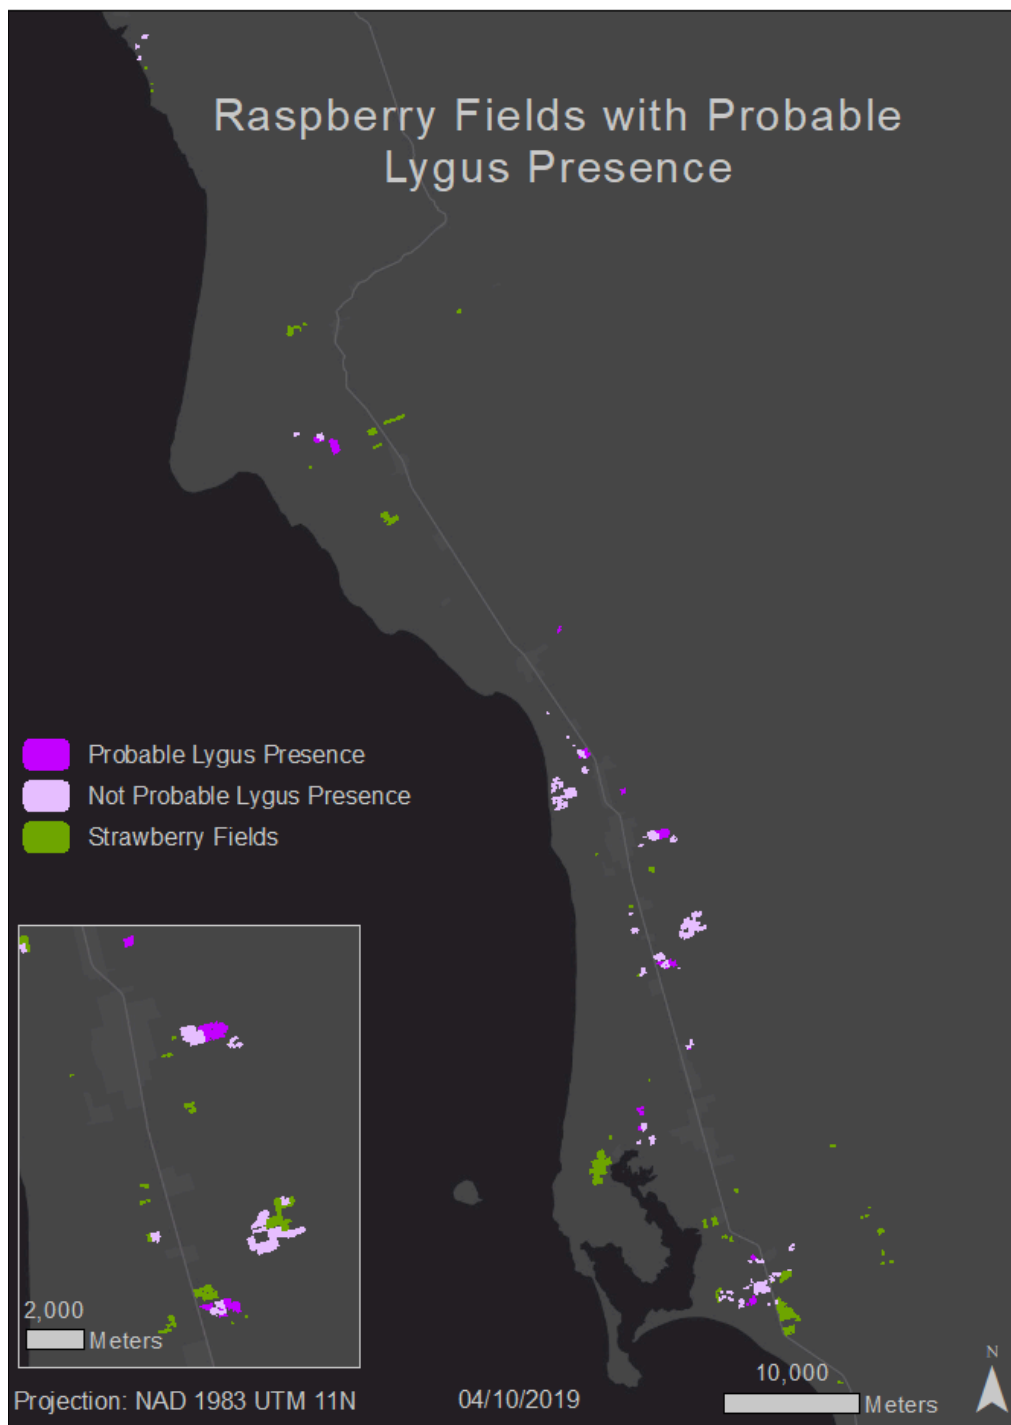 Raspberry Fields with Probable
Lygus Presence
Probable Lygus Presence
Not Probable Lygus Presence
Strawberry Fields
2,000
Meters
N
10,000
Meters
Projection: NAD 1983 UTM 11N
04/10/2019